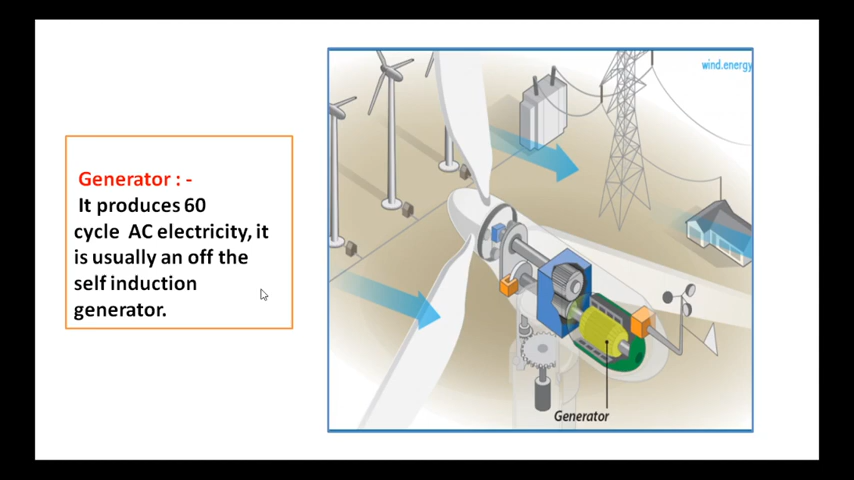 Generator : -
It produces 60
cycle AC electricity, it
is usually an off the
self induction
generator.
wind.energy
Generator